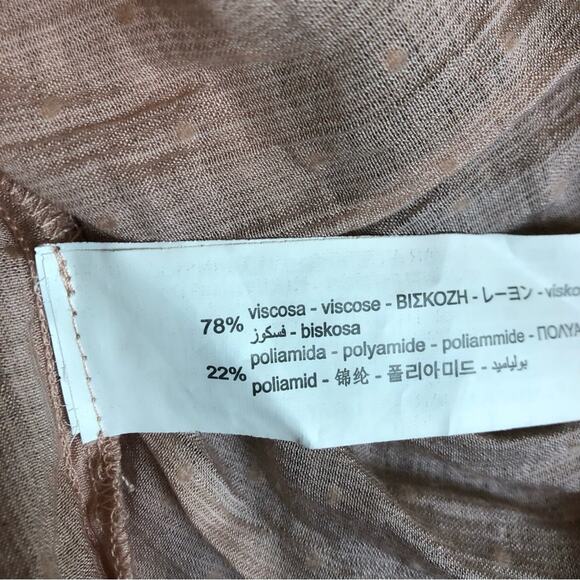 78% viscosa - viscose - ΒΙΣΚΟΖΗ - レーヨン - visko
فسكوز - biskosa
poliamida - polyamide - poliammide - ΠΟΛΥΑ
22% poliamid - 锦纶 - 폴리아미드 - بولياميد